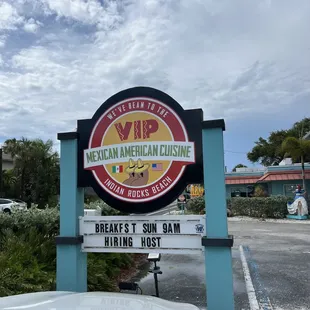 WE'VE BEAN TO THE
VIP
MEXICAN AMERICAN CUISINE
INDIAN ROCKS BEACH
BREAKFST SUN 9AM
HIRING HOST